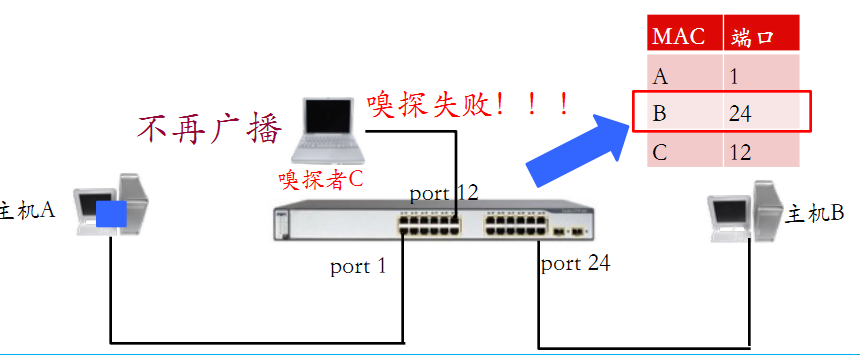 MAC 端口
A 1
B 24
C 12
嗅探失败！！！
不再广播
嗅探者C
port 12
主机A
主机B
port 1
port 24